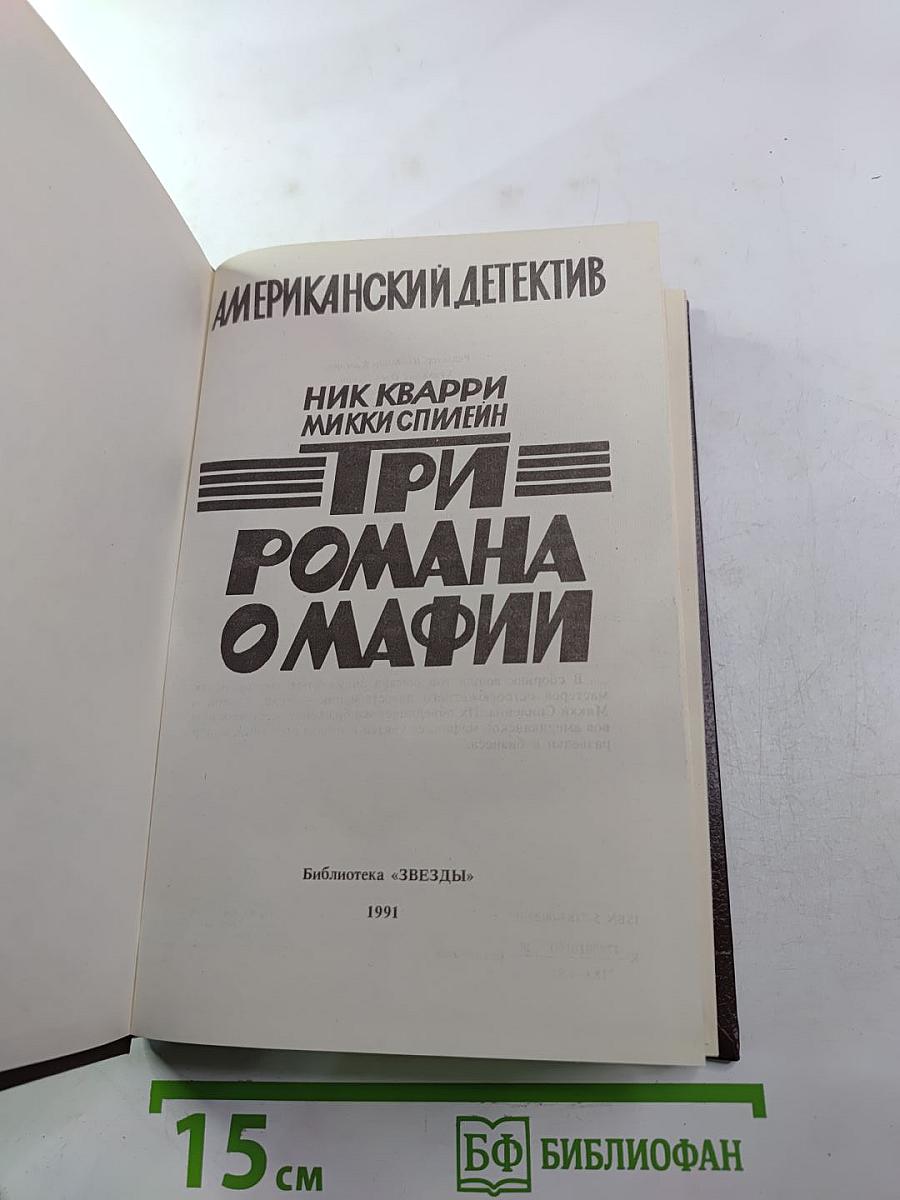 АМЕРИКАНСКИЙ ДЕТЕКТИВ
НИК КВАРРИ
МИККИ СПИЛЕЙН
ТРИ
РОМАНА
О МАФИИ
Библиотека «ЗВЕЗДЫ»
1991
15 см
БФ БИБЛИОФАН